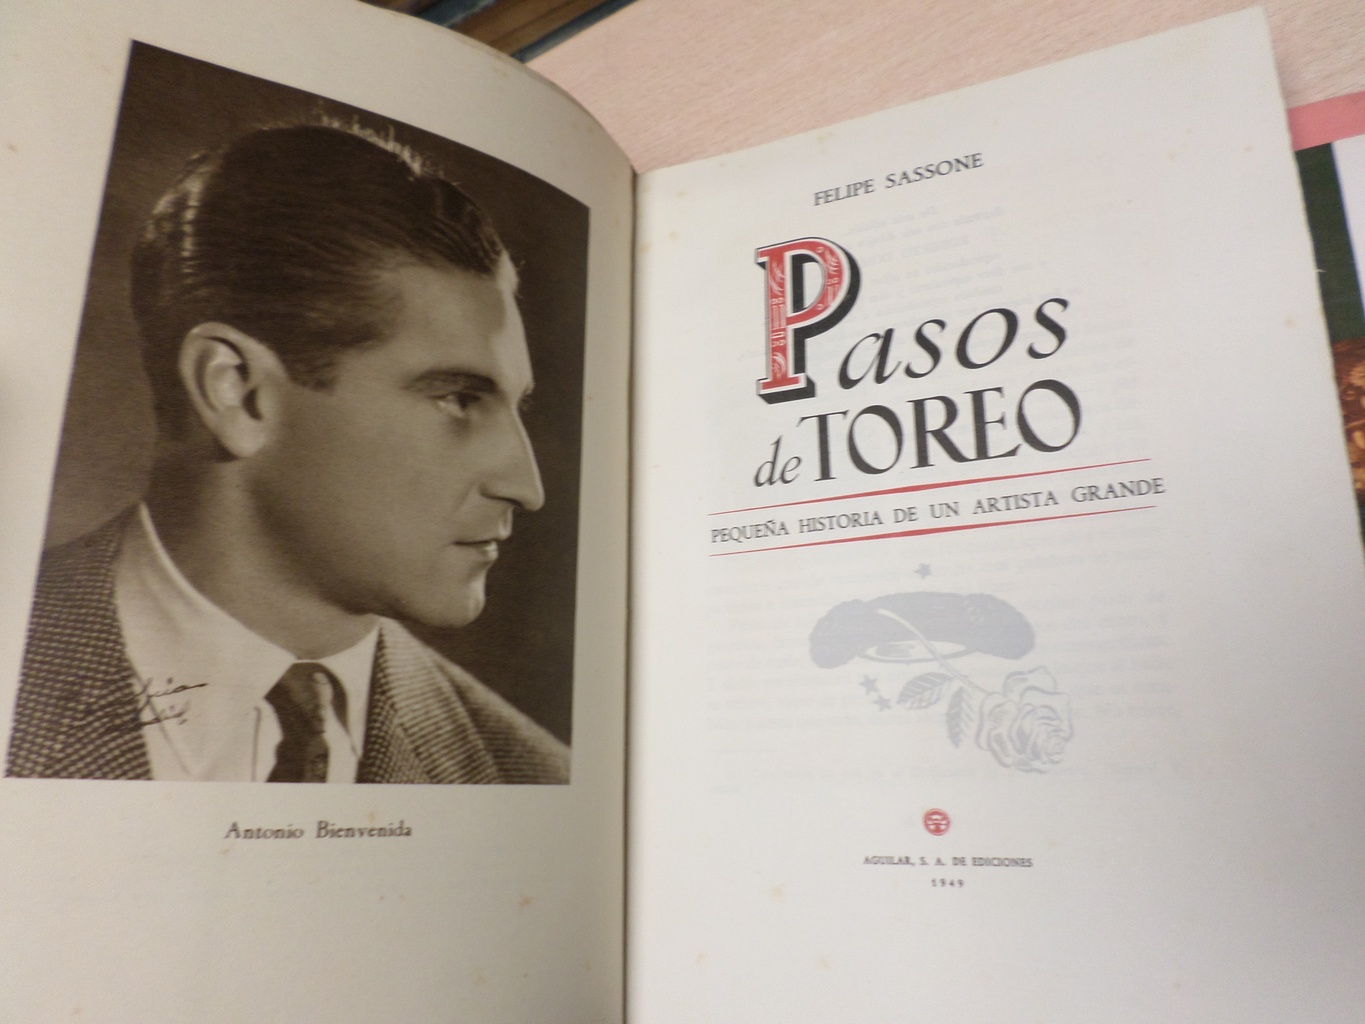 Antonio Bienvenida
FELIPE SASSONE
Pasos
de TOREO
PEQUEÑA HISTORIA DE UN ARTISTA GRANDE
AGUILAR, S. A. DE EDICIONES
1949